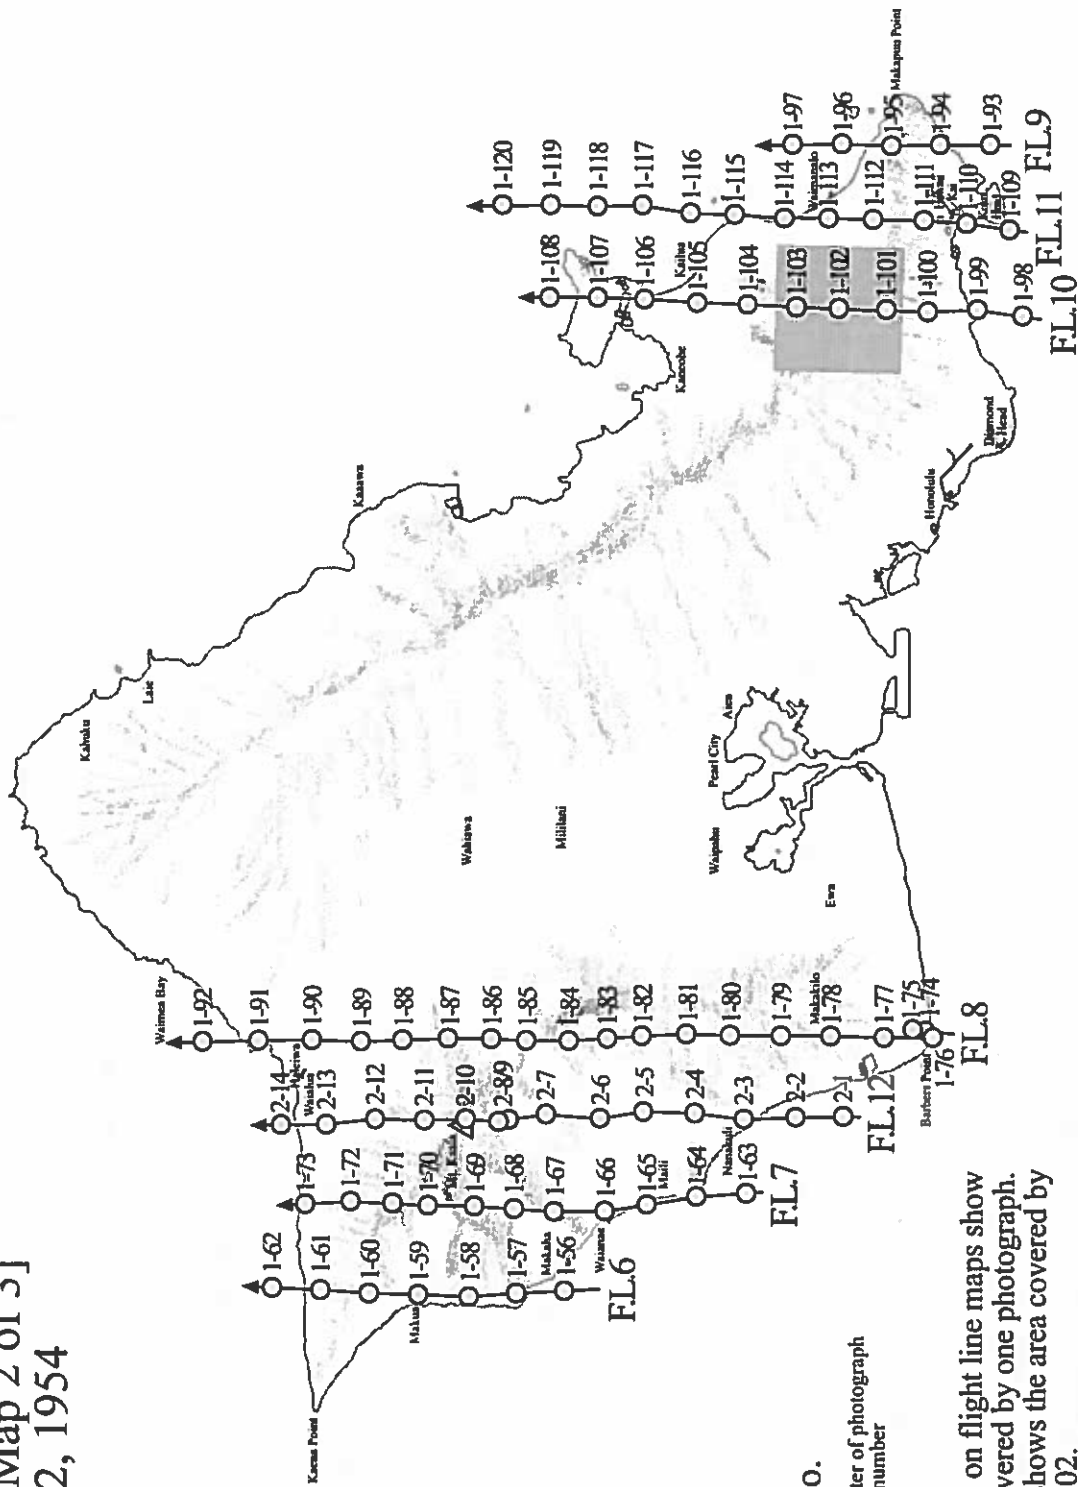 Map 2 of 3]
2, 1954
Kahuku
Laie
Kaaawa
Waimea Bay
Haleiwa
Waialua
Wahiawa
Mililani
Kaena Point
Makua
Mt. Kaala
Makaha
Waianae
Maili
Nanakuli
Makakilo
Barbers Point
Ewa
Waipahu
Pearl City
Aiea
Honolulu
Diamond Head
Kaneohe
Kailua
Waimanalo
Makapuu Point
Hawaii Kai
Koko Head
1-62
1-61
1-60
1-59
1-58
1-57
1-56
F.L.6
1-73
1-72
1-71
1-70
1-69
1-68
1-67
1-66
1-65
1-64
1-63
F.L.7
2-14
2-13
2-12
2-11
2-10
2-8/9
2-7
2-6
2-5
2-4
2-3
2-2
2-1
F.L.12
1-92
1-91
1-90
1-89
1-88
1-87
1-86
1-85
1-84
1-83
1-82
1-81
1-80
1-79
1-78
1-77
1-75
1-74
1-76
F.L.8
1-108
1-107
1-106
1-105
1-104
1-103
1-102
1-101
1-100
1-99
1-98
F.L.10
1-120
1-119
1-118
1-117
1-116
1-115
1-114
1-113
1-112
1-111
1-110
1-109
F.L.11
1-97
1-96
1-95
1-94
1-93
F.L.9
o.
ter of photograph
number
on flight line maps show
vered by one photograph.
hows the area covered by
02.